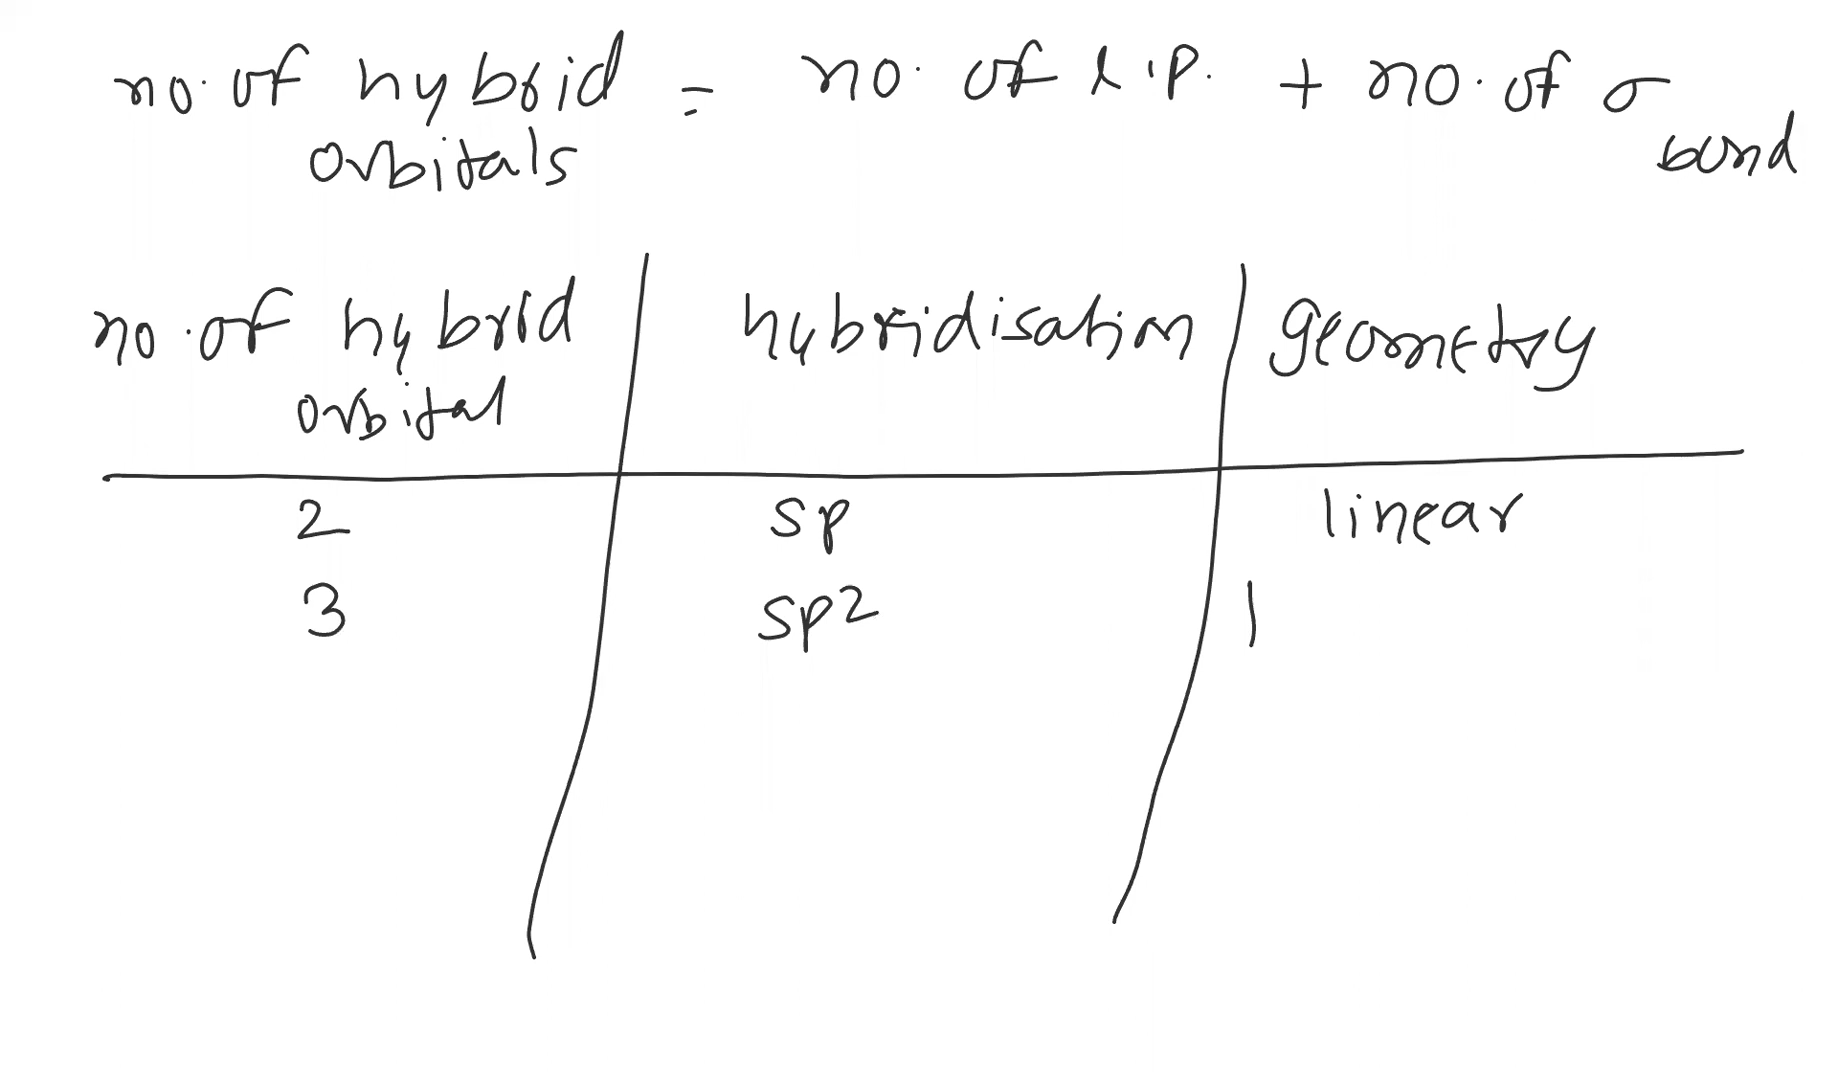 no. of hybrid = no. of l.p. + no. of σ
orbitals bond
no. of hybrid hybridisation geometry
orbital
2 sp linear
3 sp2 |